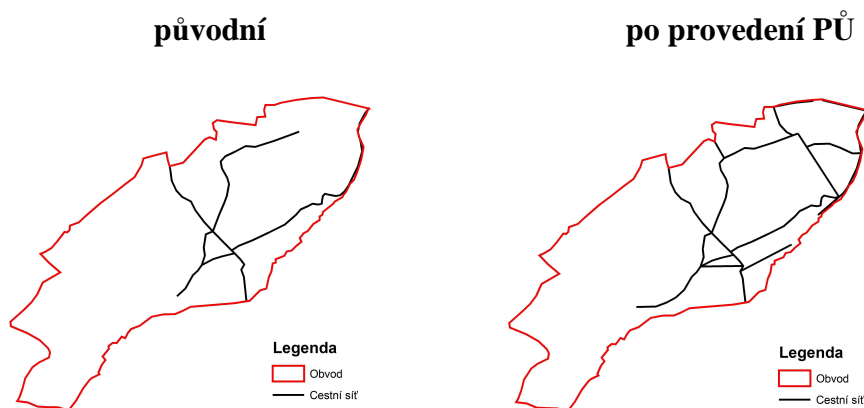 původní
po provedení PŮ
Legenda
Obvod
Cestní síť
Legenda
Obvod
Cestní síť